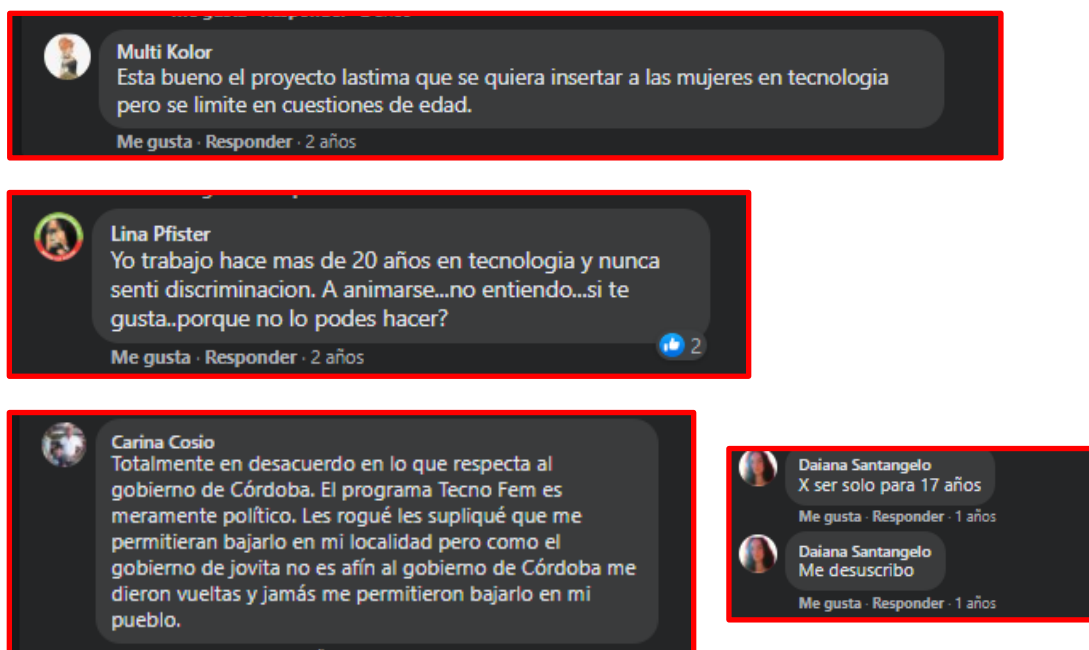 Multi Kolor
Esta bueno el proyecto lastima que se quiera insertar a las mujeres en tecnologia
pero se limite en cuestiones de edad.
Me gusta · Responder · 2 años
Lina Pfister
Yo trabajo hace mas de 20 años en tecnologia y nunca
senti discriminacion. A animarse...no entiendo...si te
gusta..porque no lo podes hacer?
Me gusta · Responder · 2 años
2
Carina Cosio
Totalmente en desacuerdo en lo que respecta al
gobierno de Córdoba. El programa Tecno Fem es
meramente político. Les rogué les supliqué que me
permitieran bajarlo en mi localidad pero como el
gobierno de jovita no es afín al gobierno de Córdoba me
dieron vueltas y jamás me permitieron bajarlo en mi
pueblo.
Daiana Santangelo
X ser solo para 17 años
Me gusta · Responder · 1 años
Daiana Santangelo
Me desuscribo
Me gusta · Responder · 1 años